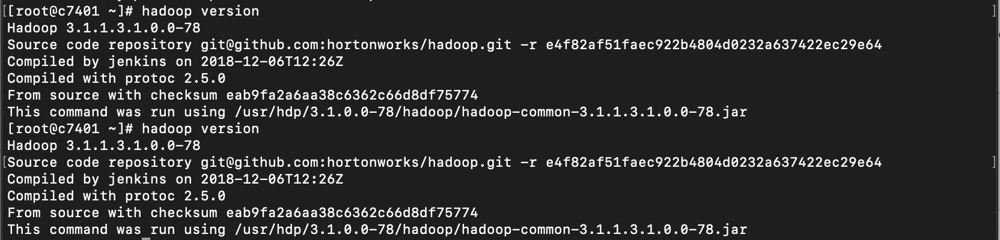 [[root@c7401 ~]# hadoop version ]
Hadoop 3.1.1.3.1.0.0-78
Source code repository git@github.com:hortonworks/hadoop.git -r e4f82af51faec922b4804d0232a637422ec29e64
Compiled by jenkins on 2018-12-06T12:26Z
Compiled with protoc 2.5.0
From source with checksum eab9fa2a6aa38c6362c66d8df75774
This command was run using /usr/hdp/3.1.0.0-78/hadoop/hadoop-common-3.1.1.3.1.0.0-78.jar
[root@c7401 ~]# hadoop version
Hadoop 3.1.1.3.1.0.0-78
[Source code repository git@github.com:hortonworks/hadoop.git -r e4f82af51faec922b4804d0232a637422ec29e64 ]
Compiled by jenkins on 2018-12-06T12:26Z
Compiled with protoc 2.5.0
From source with checksum eab9fa2a6aa38c6362c66d8df75774
This command was run using /usr/hdp/3.1.0.0-78/hadoop/hadoop-common-3.1.1.3.1.0.0-78.jar